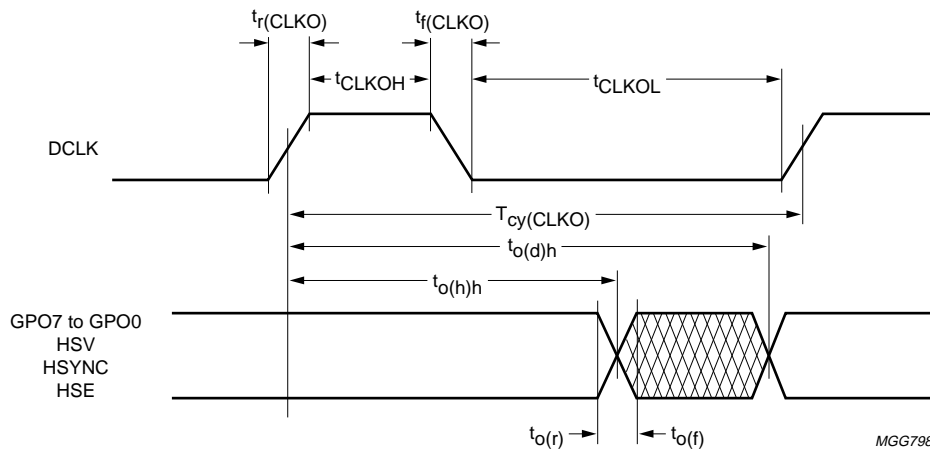 tr(CLKO) tf(CLKO)
tCLKOH tCLKOL
DCLK
Tcy(CLKO)
to(d)h
to(h)h
GPO7 to GPO0
HSV
HSYNC
HSE
to(r) to(f)
MGG798